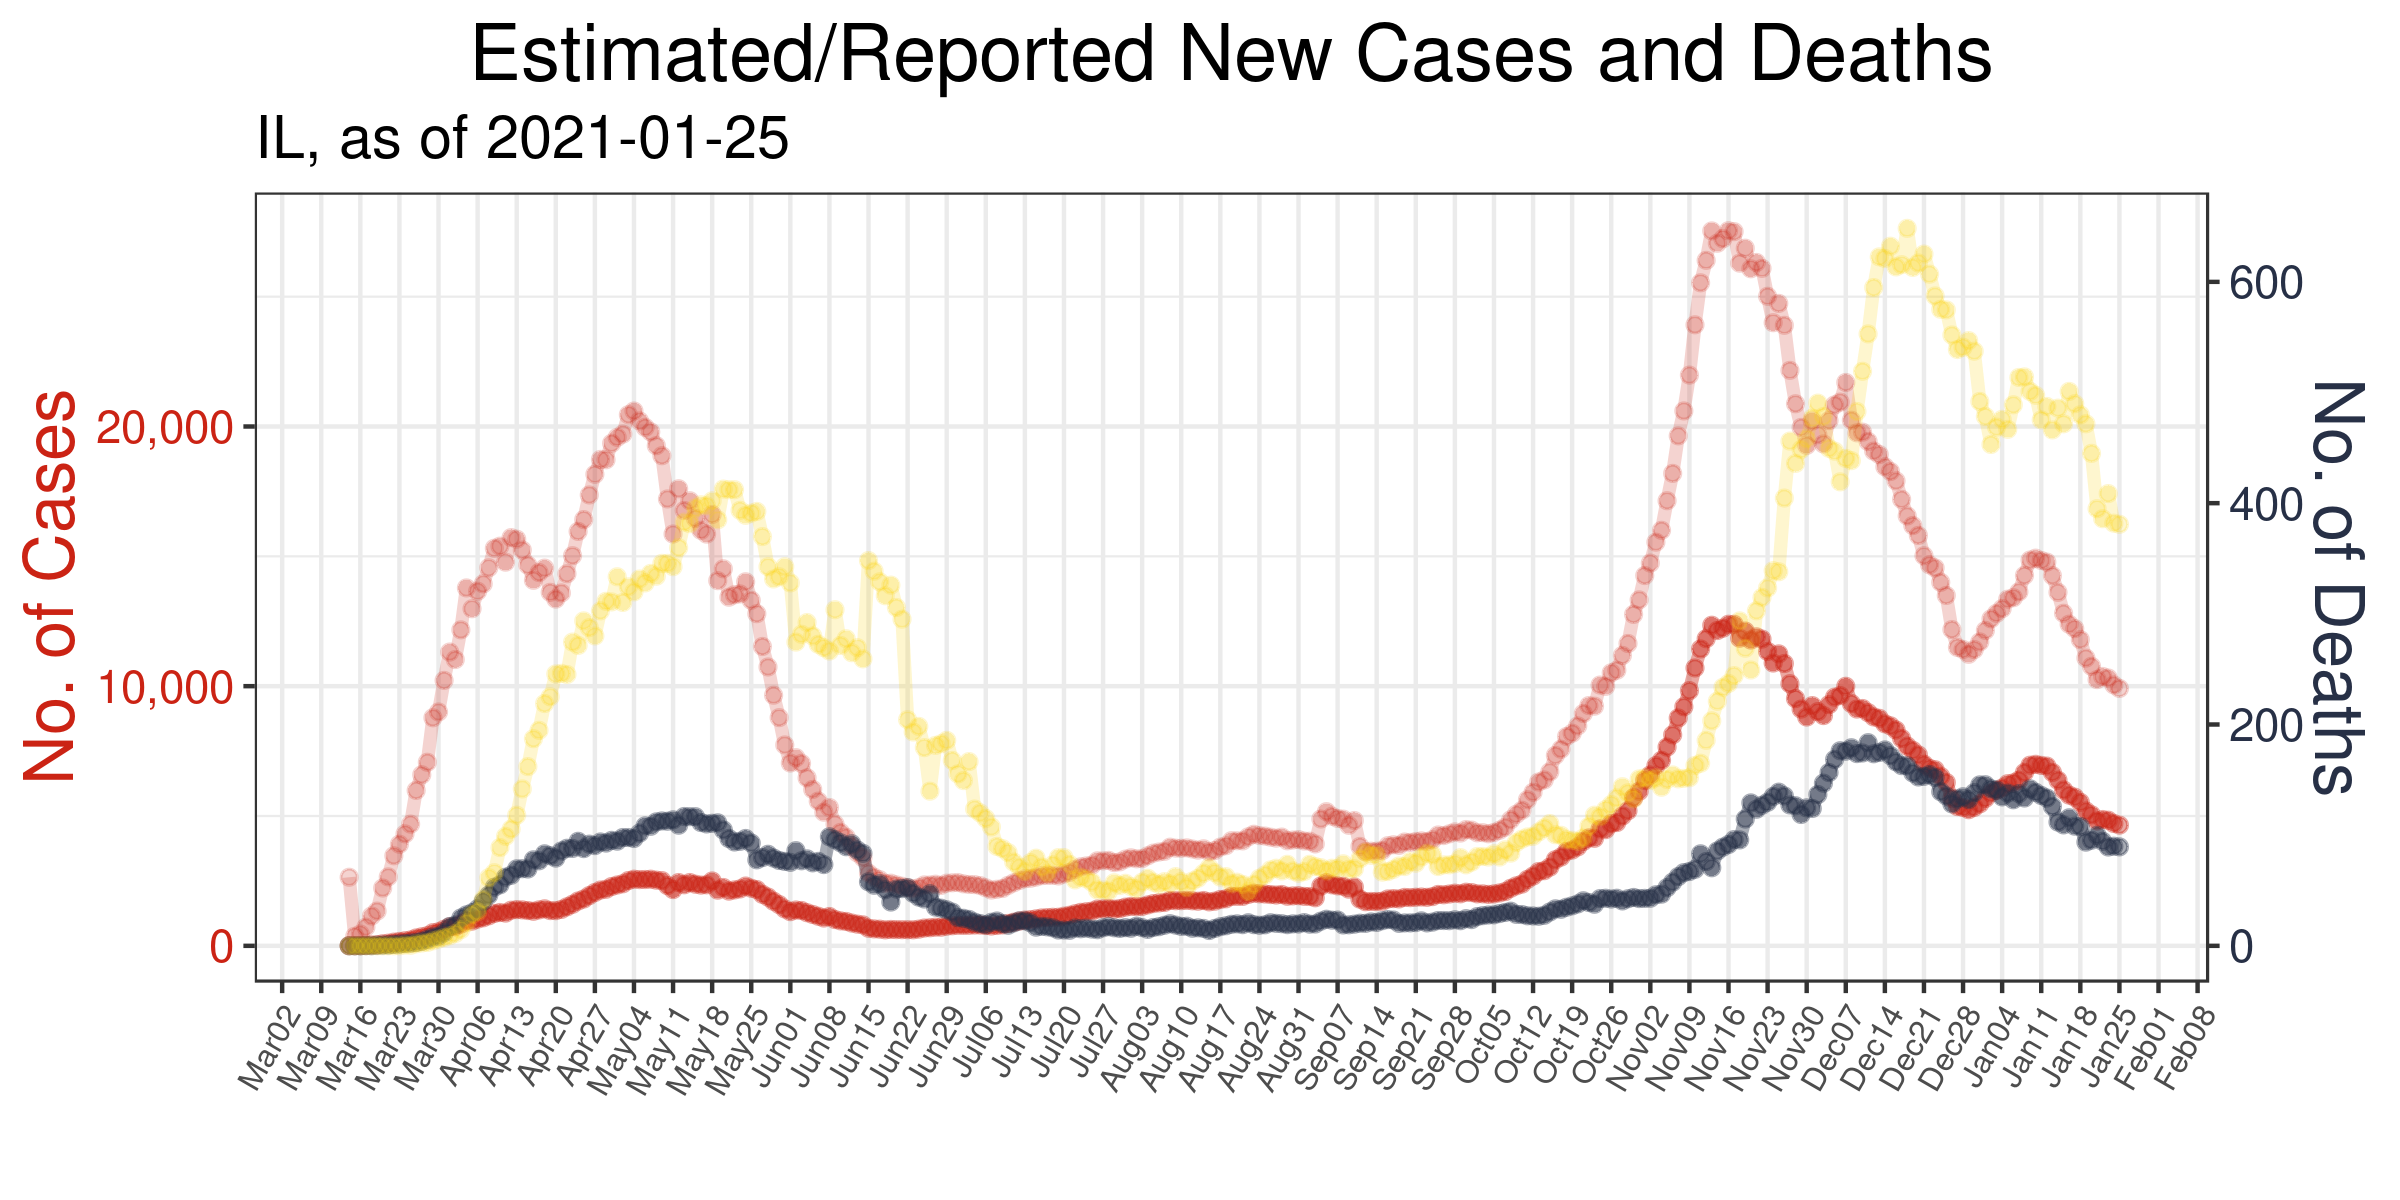 Estimated/Reported New Cases and Deaths
IL, as of 2021-01-25
No. of Cases
20,000
10,000
0
600
400
200
0
No. of Deaths
Mar02
Mar09
Mar16
Mar23
Mar30
Apr06
Apr13
Apr20
Apr27
May04
May11
May18
May25
Jun01
Jun08
Jun15
Jun22
Jun29
Jul06
Jul13
Jul20
Jul27
Aug03
Aug10
Aug17
Aug24
Aug31
Sep07
Sep14
Sep21
Sep28
Oct05
Oct12
Oct19
Oct26
Nov02
Nov09
Nov16
Nov23
Nov30
Dec07
Dec14
Dec21
Dec28
Jan04
Jan11
Jan18
Jan25
Feb01
Feb08